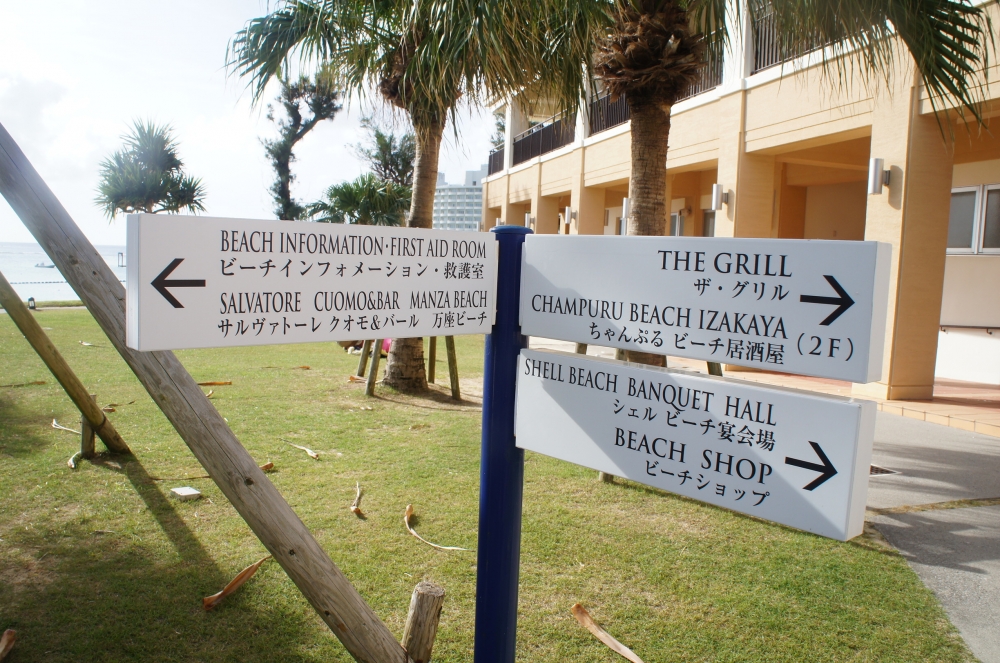 BEACH INFORMATION・FIRST AID ROOM
ビーチインフォメーション・救護室
SALVATORE CUOMO&BAR MANZA BEACH
サルヴァトーレ クオモ&バール 万座ビーチ
THE GRILL
ザ・グリル
CHAMPURU BEACH IZAKAYA
ちゃんぷる ビーチ居酒屋(2F)
SHELL BEACH BANQUET HALL
シェル ビーチ宴会場
BEACH SHOP
ビーチショップ